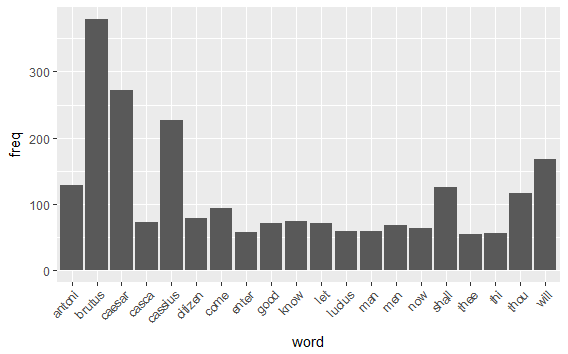 freq
300
200
100
0
antoni
brutus
caesar
casca
cassius
citizen
come
enter
good
know
let
lucius
man
men
now
shall
thee
thi
thou
will
word